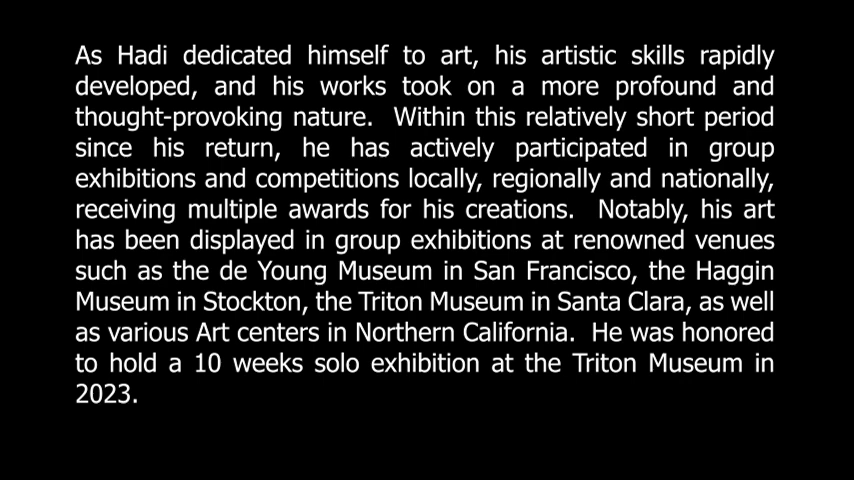 As Hadi dedicated himself to art, his artistic skills rapidly
developed, and his works took on a more profound and
thought-provoking nature.  Within this relatively short period
since his return, he has actively participated in group
exhibitions and competitions locally, regionally and nationally,
receiving multiple awards for his creations.  Notably, his art
has been displayed in group exhibitions at renowned venues
such as the de Young Museum in San Francisco, the Haggin
Museum in Stockton, the Triton Museum in Santa Clara, as well
as various Art centers in Northern California.  He was honored
to hold a 10 weeks solo exhibition at the Triton Museum in
2023.